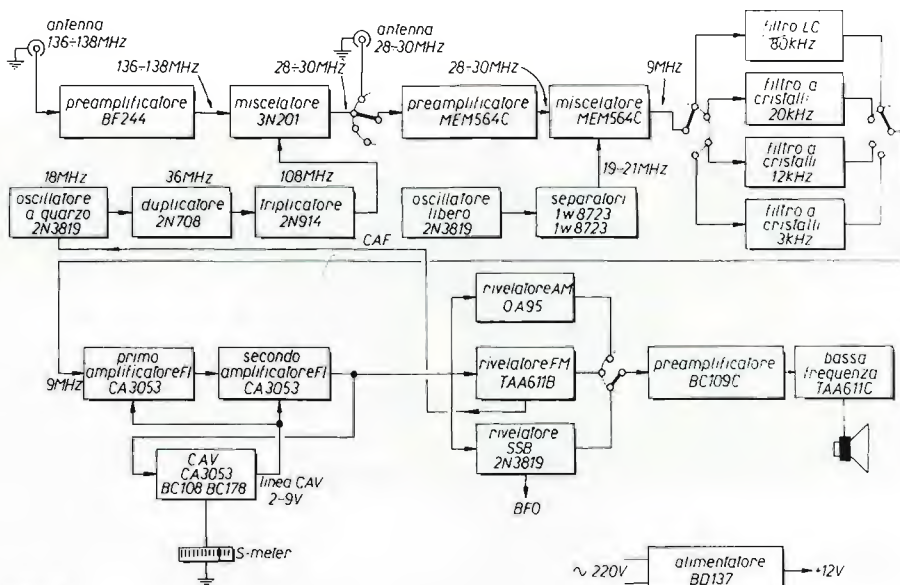 antenna
136÷138MHz
antenna
28÷30MHz
136÷138MHz
28÷30MHz
28-30MHz
9MHz
filtro LC
80kHz
preamplificatore
BF244
miscelatore
3N201
preamplificatore
MEM564C
miscelatore
MEM564C
filtro a
cristalli
20kHz
filtro a
cristalli
12kHz
filtro a
cristalli
3kHz
18MHz
36MHz
108MHz
19-21MHz
oscillatore
a quarzo
2N3819
duplicatore
2N708
triplicatore
2N914
oscillatore
libero
2N3819
separatori
1w8723
1w8723
CAF
rivelatore AM
OA95
9MHz
primo
amplificatore FI
CA3053
secondo
amplificatore FI
CA3053
rivelatore FM
TAA611B
preamplificatore
BC109C
bassa
frequenza
TAA611C
rivelatore
SSB
2N3819
BFO
CAV
CA3053
BC108 BC178
linea CAV
2-9V
S-meter
~ 220V
alimentatore
BD137
+12V